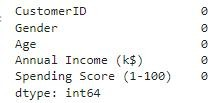 CustomerID 0
Gender 0
Age 0
Annual Income (k$) 0
Spending Score (1-100) 0
dtype: int64